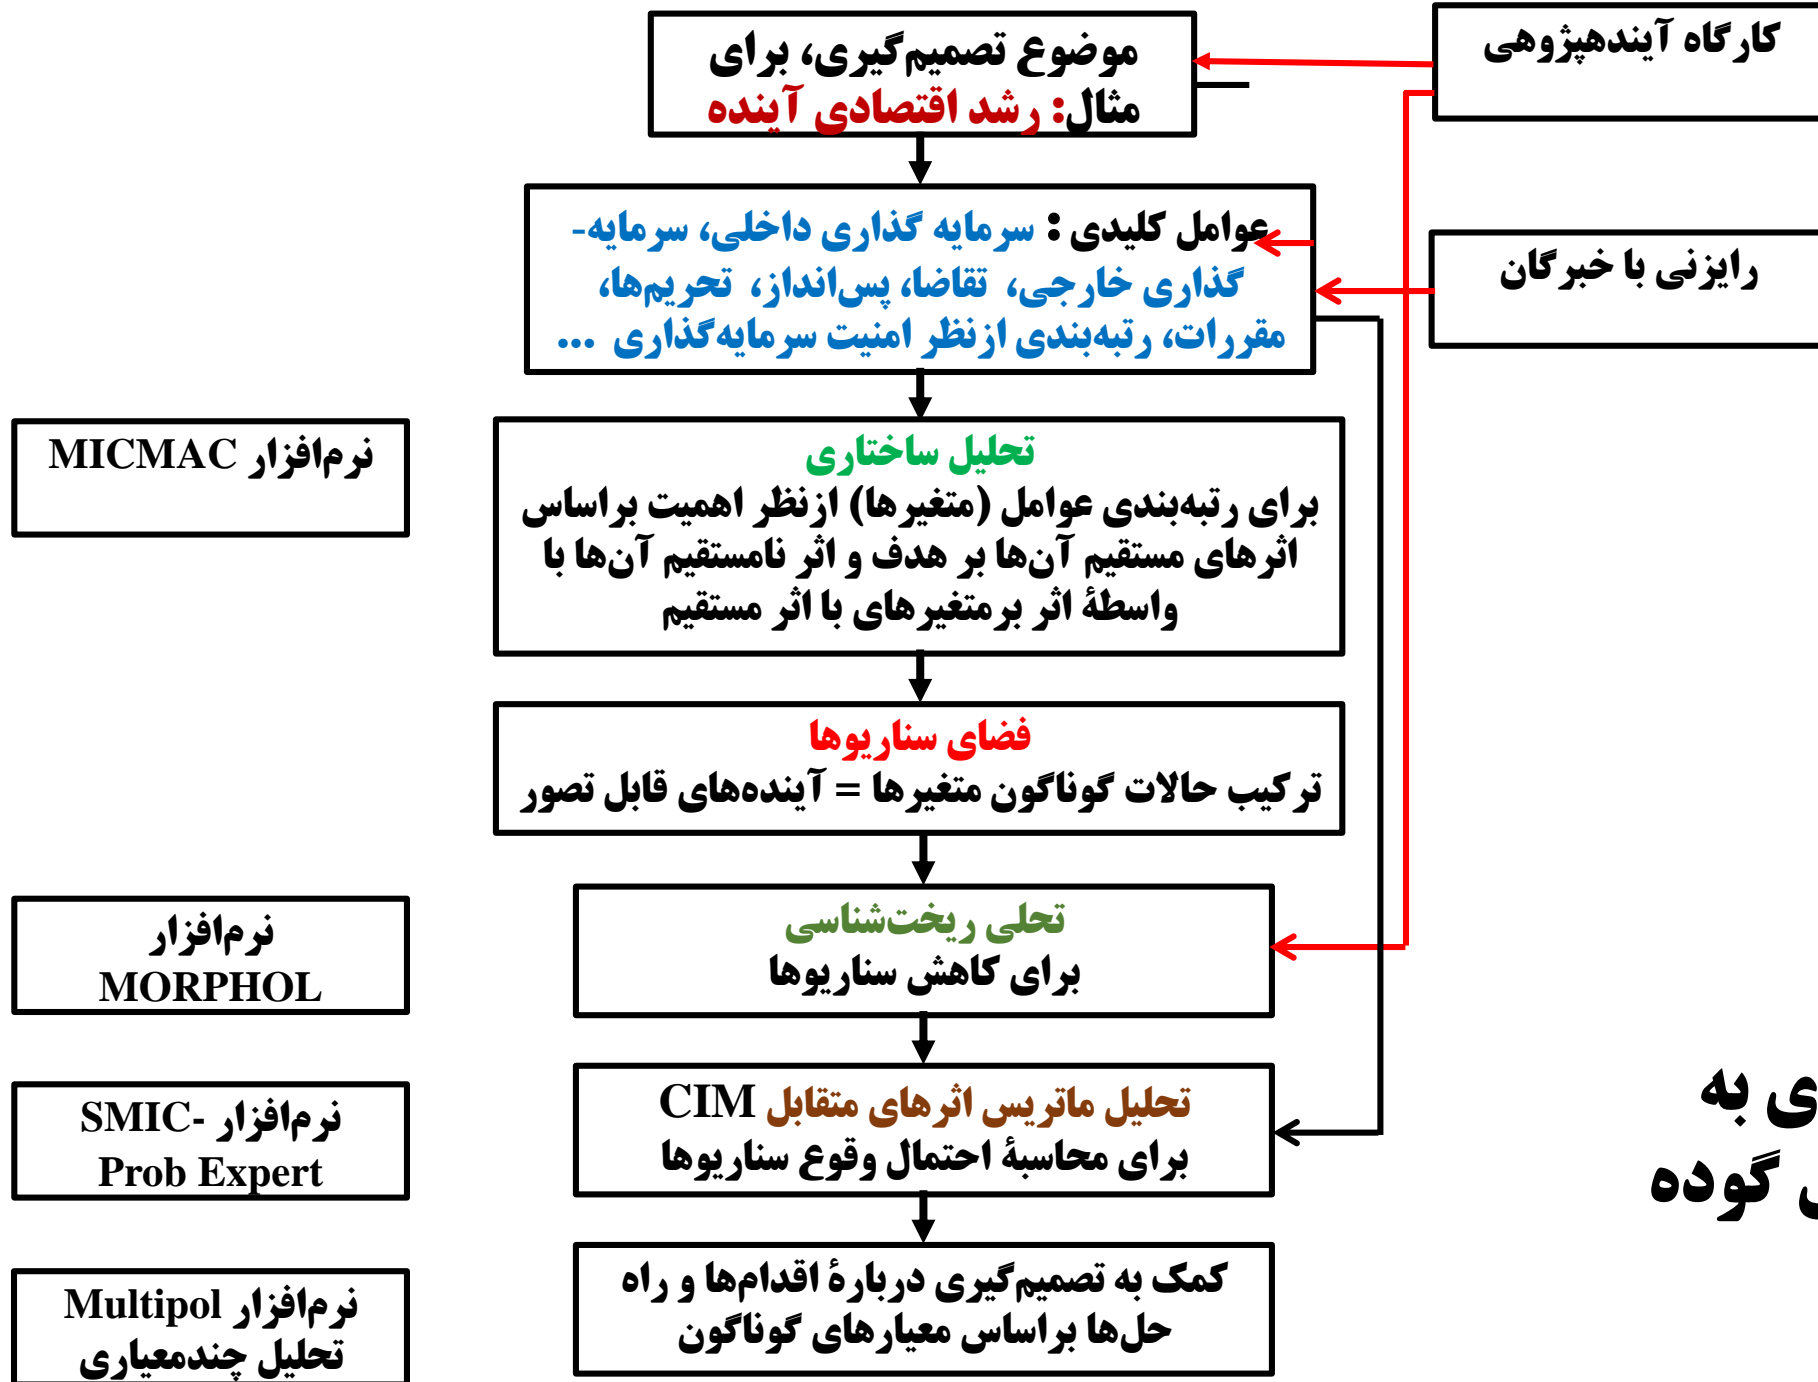 کارگاه آیندهپژوهی
موضوع تصمیم‌گیری، برای
مثال: رشد اقتصادی آینده
رایزنی با خبرگان
عوامل کلیدی : سرمایه گذاری داخلی، سرمایه-
گذاری خارجی، تقاضا، پس‌انداز، تحریم‌ها،
مقررات، رتبه‌بندی ازنظر امنیت سرمایه‌گذاری ...
تحلیل ساختاری
برای رتبه‌بندی عوامل (متغیرها) ازنظر اهمیت براساس
اثرهای مستقیم آن‌ها بر هدف و اثر نامستقیم آن‌ها با
واسطهٔ اثر برمتغیرهای با اثر مستقیم
نرم‌افزار MICMAC
فضای سناریوها
ترکیب حالات گوناگون متغیرها = آینده‌های قابل تصور
تحلی ریخت‌شناسی
برای کاهش سناریوها
نرم‌افزار
MORPHOL
ی به
گوده
تحلیل ماتریس اثرهای متقابل CIM
برای محاسبهٔ احتمال وقوع سناریوها
نرم‌افزار SMIC-
Prob Expert
کمک به تصمیم‌گیری دربارهٔ اقدام‌ها و راه
حل‌ها براساس معیارهای گوناگون
نرم‌افزار Multipol
تحلیل چندمعیاری